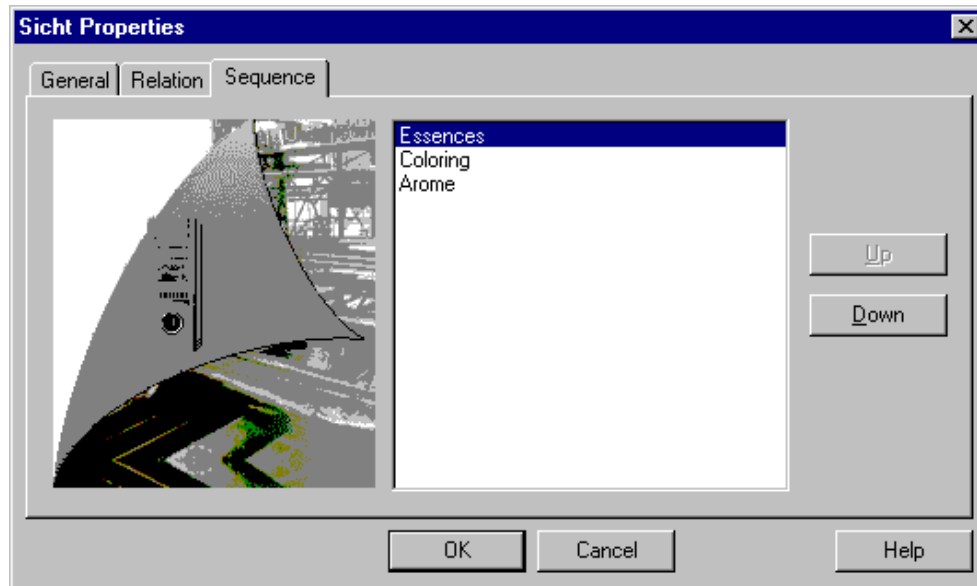 Sicht Properties
General Relation Sequence
Essences
Coloring
Arome
Up
Down
OK Cancel Help